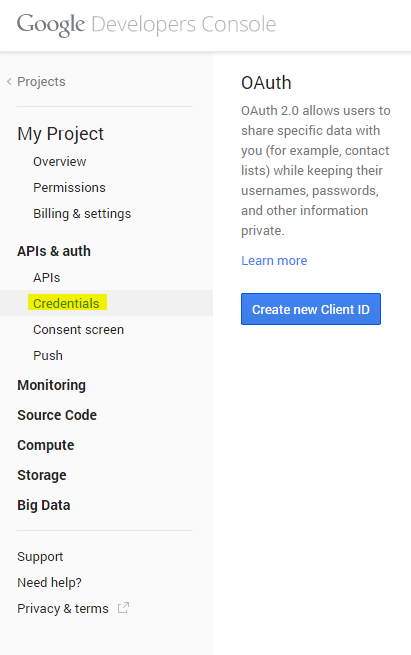 Google Developers Console
Projects
My Project
Overview
Permissions
Billing & settings
APIs & auth
APIs
Credentials
Consent screen
Push
Monitoring
Source Code
Compute
Storage
Big Data
Support
Need help?
Privacy & terms
OAuth
OAuth 2.0 allows users to
share specific data with
you (for example, contact
lists) while keeping their
usernames, passwords,
and other information
private.
Learn more
Create new Client ID